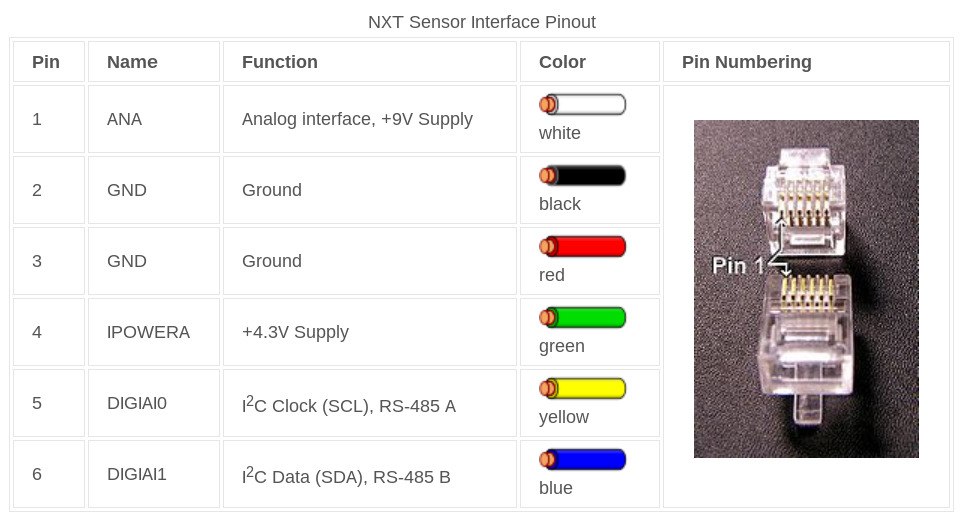 NXT Sensor Interface Pinout
Pin Name Function Color Pin Numbering
1 ANA Analog interface, +9V Supply white
2 GND Ground black
3 GND Ground red
Pin 1
4 IPOWERA +4.3V Supply green
5 DIGIAI0 I²C Clock (SCL), RS-485 A yellow
6 DIGIAI1 I²C Data (SDA), RS-485 B blue